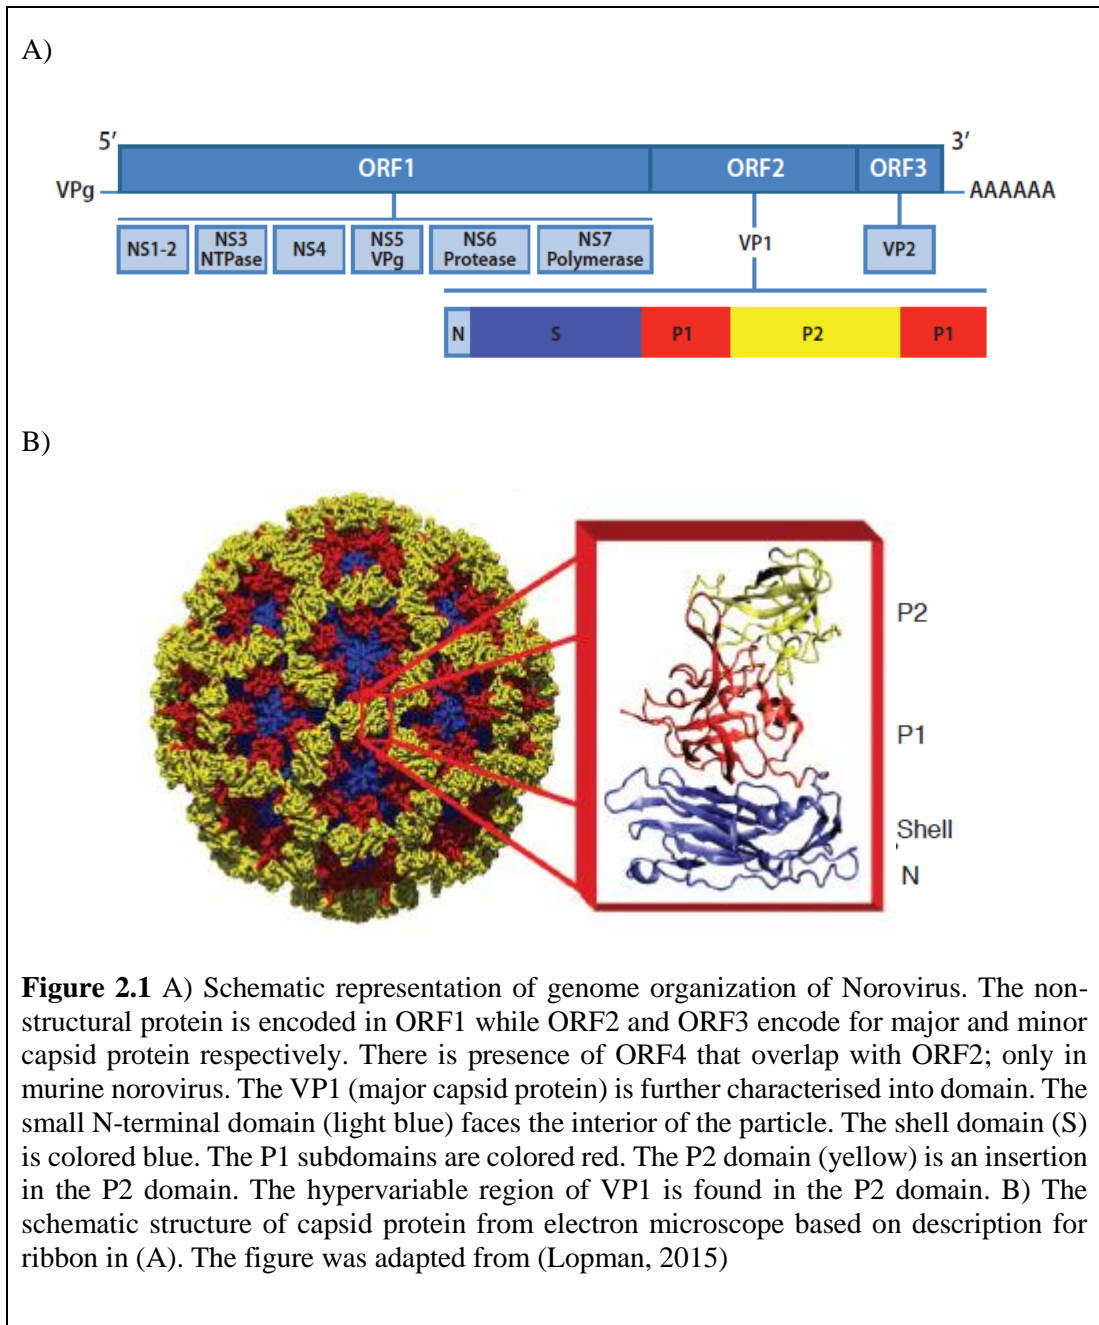 A)
5’ 3’
ORF1 ORF2 ORF3
VPg AAAAAA
NS1-2 NS3 NTPase NS4 NS5 VPg NS6 Protease NS7 Polymerase VP1 VP2
N S P1 P2 P1
B)
P2
P1
Shell
N
Figure 2.1 A) Schematic representation of genome organization of Norovirus. The non-
structural protein is encoded in ORF1 while ORF2 and ORF3 encode for major and minor
capsid protein respectively. There is presence of ORF4 that overlap with ORF2; only in
murine norovirus. The VP1 (major capsid protein) is further characterised into domain. The
small N-terminal domain (light blue) faces the interior of the particle. The shell domain (S)
is colored blue. The P1 subdomains are colored red. The P2 domain (yellow) is an insertion
in the P2 domain. The hypervariable region of VP1 is found in the P2 domain. B) The
schematic structure of capsid protein from electron microscope based on description for
ribbon in (A). The figure was adapted from (Lopman, 2015)